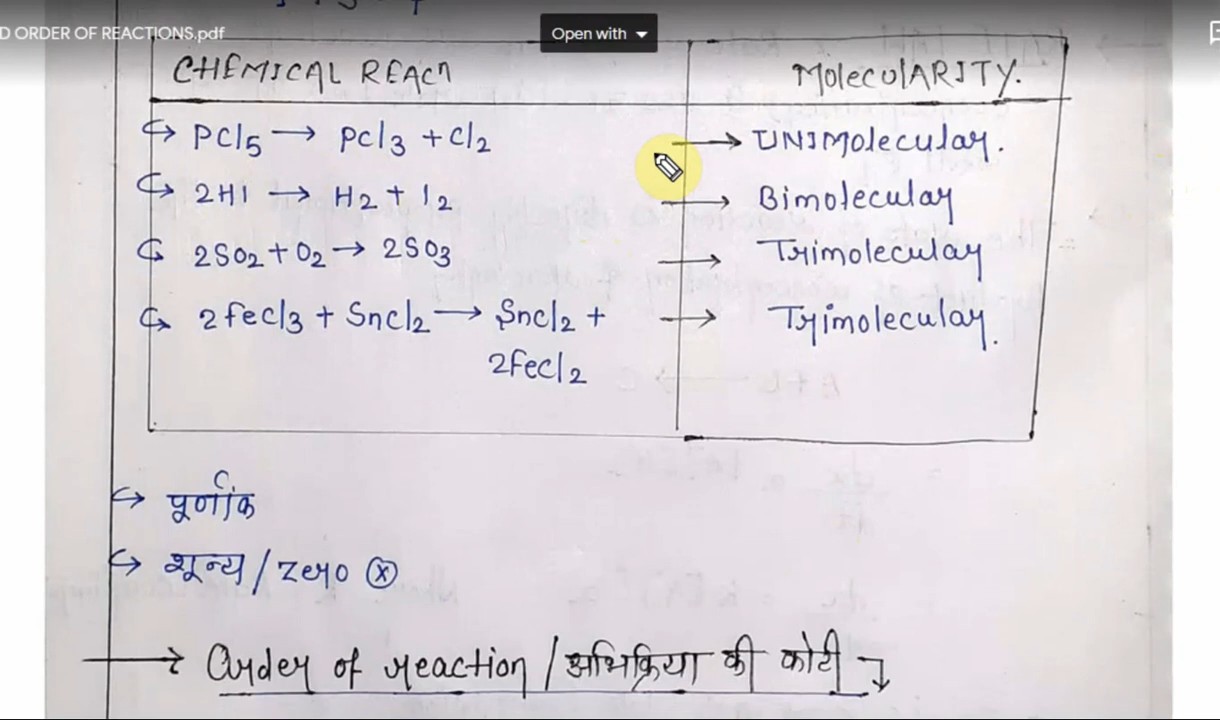 D ORDER OF REACTIONS.pdf
Open with
CHEMICAL REACn MoleculARITY.
PCl5 → PCl3 + Cl2 → UNIMolecular.
2HI → H2 + I2 → Bimolecular
2SO2 + O2 → 2SO3 → Trimolecular
2FeCl3 + SnCl2 → SnCl2 + → Trimolecular.
2FeCl2
पूर्णांक
शून्य / Zero ⓧ
→ Order of reaction / अभिक्रिया की कोटी